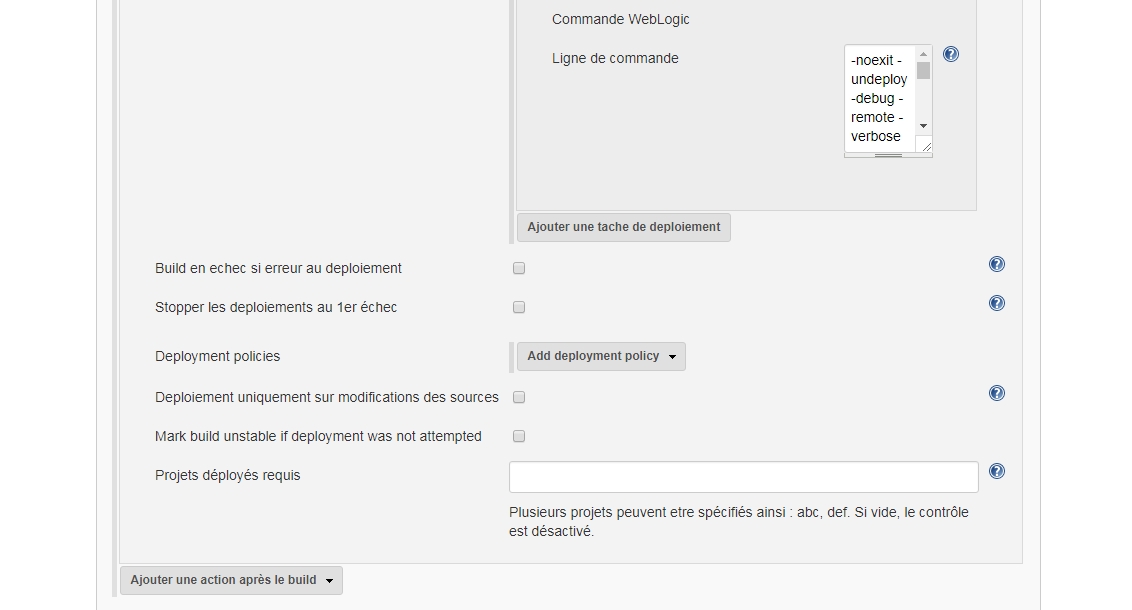 Commande WebLogic
Ligne de commande
-noexit -
undeploy
-debug -
remote -
verbose
Ajouter une tache de deploiement
Build en echec si erreur au deploiement
Stopper les deploiements au 1er échec
Deployment policies
Add deployment policy
Deploiement uniquement sur modifications des sources
Mark build unstable if deployment was not attempted
Projets déployés requis
Plusieurs projets peuvent etre spécifiés ainsi : abc, def. Si vide, le contrôle
est désactivé.
Ajouter une action après le build